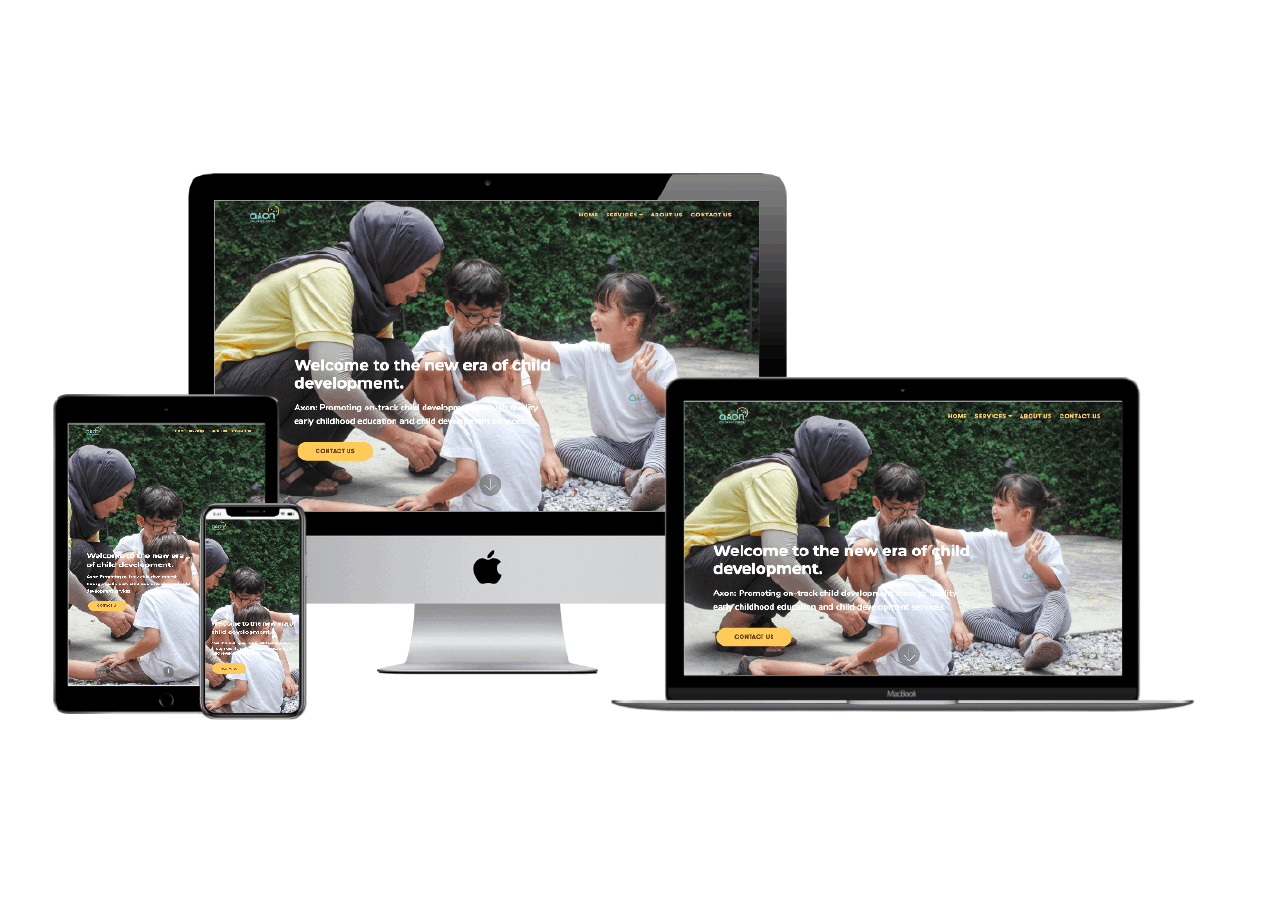 axon
HOME SERVICES ABOUT US CONTACT US
Welcome to the new era of child
development.
Axon: Promoting on-track child development through quality
early childhood education and child development services.
CONTACT US
axon
HOME SERVICES ABOUT US CONTACT US
Welcome to the new era of child
development.
Axon: Promoting on-track child development through quality
early childhood education and child development services.
CONTACT US
MacBook
Welcome to the new era
of child development.
CONTACT US
9:41
Welcome to the new era of
child development.